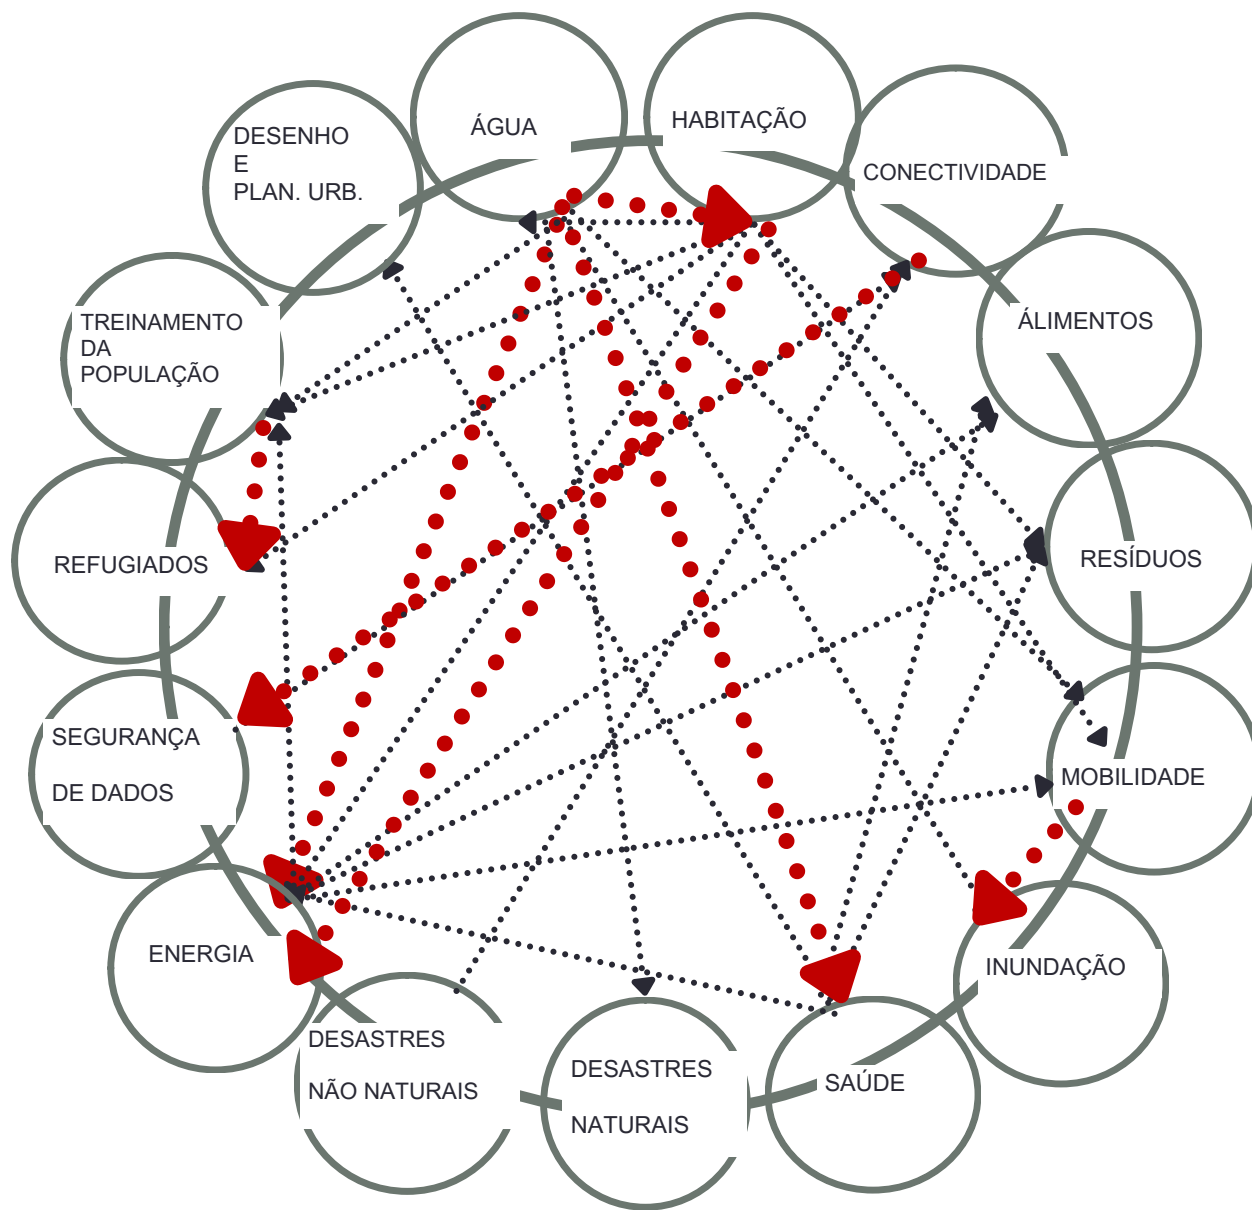 ÁGUA
HABITAÇÃO
DESENHO
E
PLAN. URB.
CONECTIVIDADE
TREINAMENTO
DA
POPULAÇÃO
ÁLIMENTOS
REFUGIADOS
RESÍDUOS
SEGURANÇA
DE DADOS
MOBILIDADE
ENERGIA
INUNDAÇÃO
DESASTRES
NÃO NATURAIS
DESASTRES
NATURAIS
SAÚDE